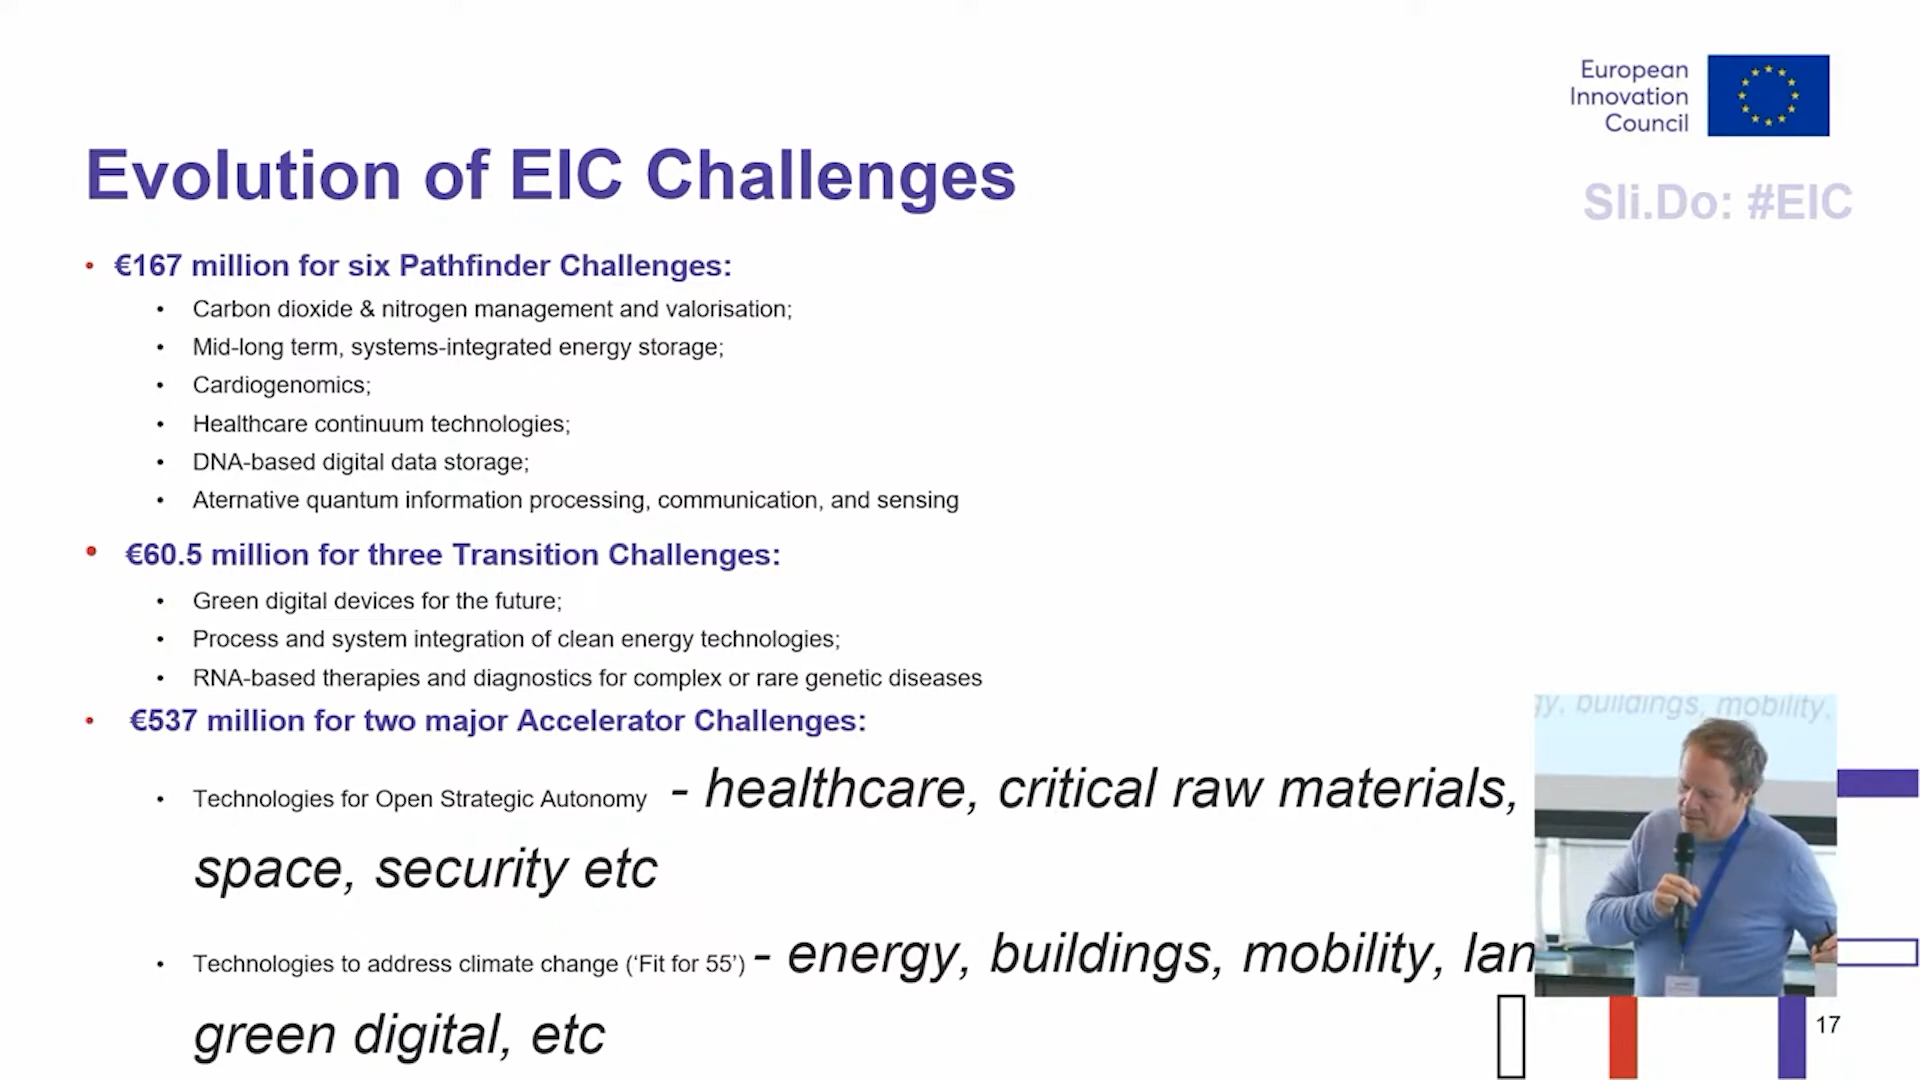 European
Innovation
Council
Sli.Do: #EIC
Evolution of EIC Challenges
• €167 million for six Pathfinder Challenges:
• Carbon dioxide & nitrogen management and valorisation;
• Mid-long term, systems-integrated energy storage;
• Cardiogenomics;
• Healthcare continuum technologies;
• DNA-based digital data storage;
• Aternative quantum information processing, communication, and sensing
• €60.5 million for three Transition Challenges:
• Green digital devices for the future;
• Process and system integration of clean energy technologies;
• RNA-based therapies and diagnostics for complex or rare genetic diseases
• €537 million for two major Accelerator Challenges:
• Technologies for Open Strategic Autonomy - healthcare, critical raw materials,
space, security etc
• Technologies to address climate change (‘Fit for 55’) - energy, buildings, mobility,
green digital, etc
buildings, mobility,
17